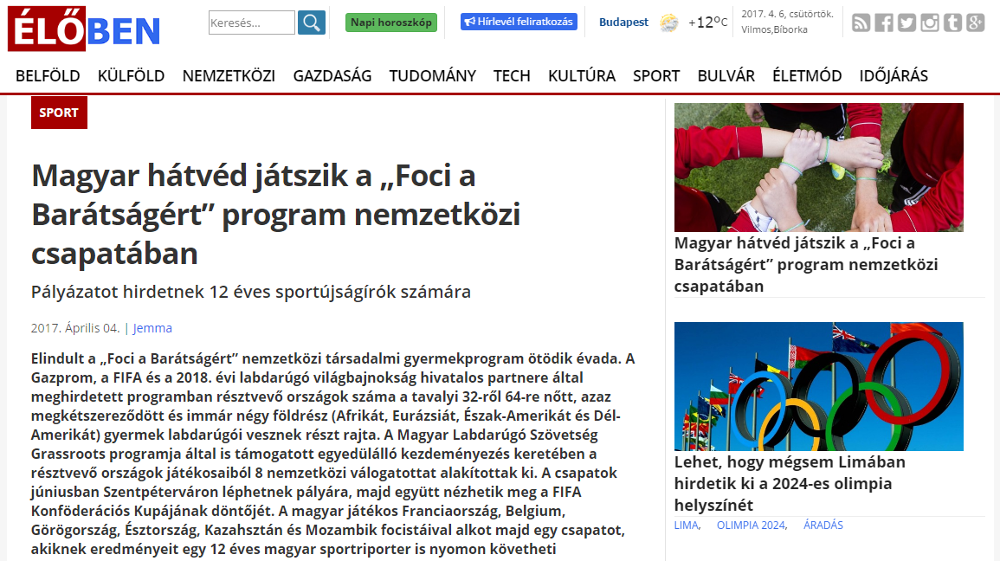 ÉLŐBEN
Keresés...
Napi horoszkóp
Hírlevél feliratkozás
Budapest
+12°C
2017. 4. 6, csütörtök.
Vilmos,Bíborka
BELFÖLD KÜLFÖLD NEMZETKÖZI GAZDASÁG TUDOMÁNY TECH KULTÚRA SPORT BULVÁR ÉLETMÓD IDŐJÁRÁS
SPORT
Magyar hátvéd játszik a „Foci a
Barátságért” program nemzetközi
csapatában
Pályázatot hirdetnek 12 éves sportújságírók számára
2017. Április 04. | Jemma
Elindult a „Foci a Barátságért” nemzetközi társadalmi gyermekprogram ötödik évada. A
Gazprom, a FIFA és a 2018. évi labdarúgó világbajnokság hivatalos partnere által
meghirdetett programban résztvevő országok száma a tavalyi 32-ről 64-re nőtt, azaz
megkétszereződött és immár négy földrész (Afrikát, Eurázsiát, Észak-Amerikát és Dél-
Amerikát) gyermek labdarúgói vesznek részt rajta. A Magyar Labdarúgó Szövetség
Grassroots programja által is támogatott egyedülálló kezdeményezés keretében a
résztvevő országok játékosaiból 8 nemzetközi válogatottat alakítottak ki. A csapatok
júniusban Szentpéterváron léphetnek pályára, majd együtt nézhetik meg a FIFA
Konföderációs Kupájának döntőjét. A magyar játékos Franciaország, Belgium,
Görögország, Észtország, Kazahsztán és Mozambik focistáival alkot majd egy csapatot,
akiknek eredményeit egy 12 éves magyar sportriporter is nyomon követheti
Magyar hátvéd játszik a „Foci a
Barátságért” program nemzetközi
csapatában
Lehet, hogy mégsem Limában
hirdetik ki a 2024-es olimpia
helyszínét
LIMA, OLIMPIA 2024, ÁRADÁS